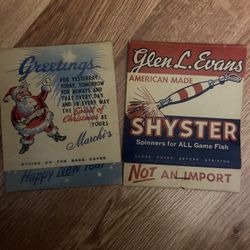 Greetings
FOR YESTERDAY,
TODAY, TOMORROW
FOR ALWAYS AND
THAT EVERY DAY
AND IN EVERY WAY
THE Spirit of
Christmas BE
YOURS
Marchi's
STRIKE ON THE BACK COVER
Happy New Year
Glen L. Evans
AMERICAN MADE
SHYSTER
Spinners for ALL Game Fish
CLOSE COVER BEFORE STRIKING
NOT AN IMPORT